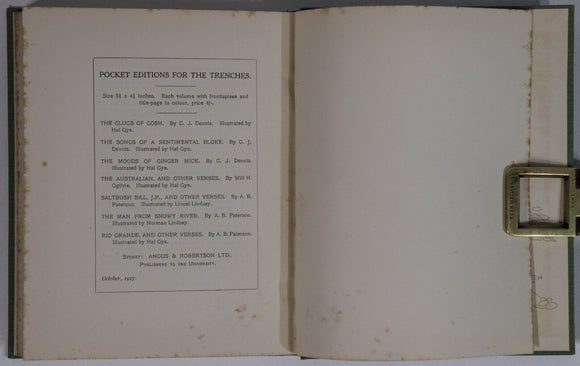 POCKET EDITIONS FOR THE TRENCHES.
Size 5¾ x 4½ inches. Each volume with frontispiece and
title-page in colour, price 4/-.
THE GLUGS OF GOSH. By C. J. Dennis. Illustrated by
Hal Gye.
THE SONGS OF A SENTIMENTAL BLOKE. By C. J.
Dennis. Illustrated by Hal Gye.
THE MOODS OF GINGER MICK. By C. J. Dennis.
Illustrated by Hal Gye.
THE AUSTRALIAN, AND OTHER VERSES. By Will H.
Ogilvie. Illustrated by Hal Gye.
SALTBUSH BILL, J.P., AND OTHER VERSES. By A. B.
Paterson. Illustrated by Lionel Lindsay.
THE MAN FROM SNOWY RIVER. By A. B. Paterson.
Illustrated by Norman Lindsay.
RIO GRANDE, AND OTHER VERSES. By A. B. Paterson.
Illustrated by Hal Gye.
Sydney: ANGUS & ROBERTSON LTD.
Publishers to the University.
October, 1917.